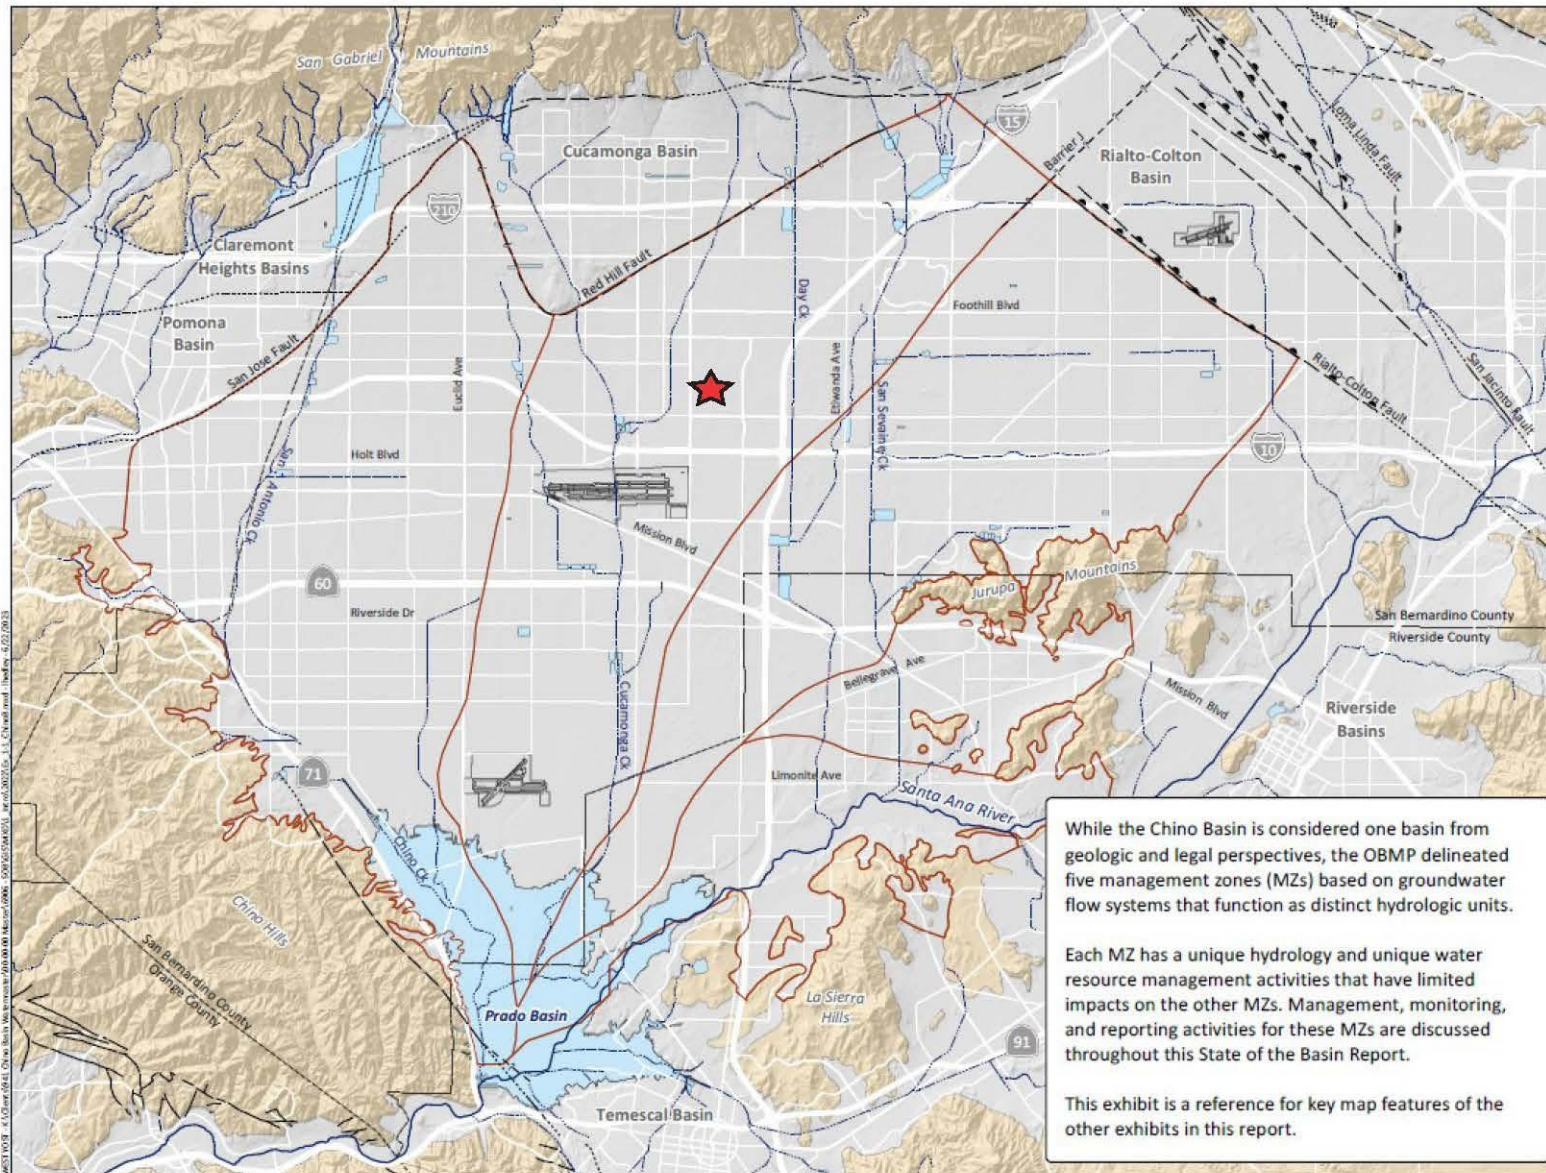 San Gabriel Mountains
15
Loma Linda Fault
Cucamonga Basin
Barrier J
Rialto-Colton
Basin
210
Claremont
Heights Basins
Red Hill Fault
Day Ck
Foothill Blvd
Pomona
Basin
San Jose Fault
Euclid Ave
Etiwanda Ave
San Sevaine Ck
Rialto-Colton Fault
San Jacinto Fault
Holt Blvd
10
San Antonio Ck
Mission Blvd
60
Jurupa Mountains
Riverside Dr
San Bernardino County
Riverside County
Bellegrave Ave
Cucamonga Ck
Mission Blvd
Riverside
Basins
71
Limonite Ave
Santa Ana River
Chino Ck
Chino Hills
San Bernardino County
Orange County
Prado Basin
La Sierra
Hills
91
Temescal Basin
While the Chino Basin is considered one basin from
geologic and legal perspectives, the OBMP delineated
five management zones (MZs) based on groundwater
flow systems that function as distinct hydrologic units.
Each MZ has a unique hydrology and unique water
resource management activities that have limited
impacts on the other MZs. Management, monitoring,
and reporting activities for these MZs are discussed
throughout this State of the Basin Report.
This exhibit is a reference for key map features of the
other exhibits in this report.